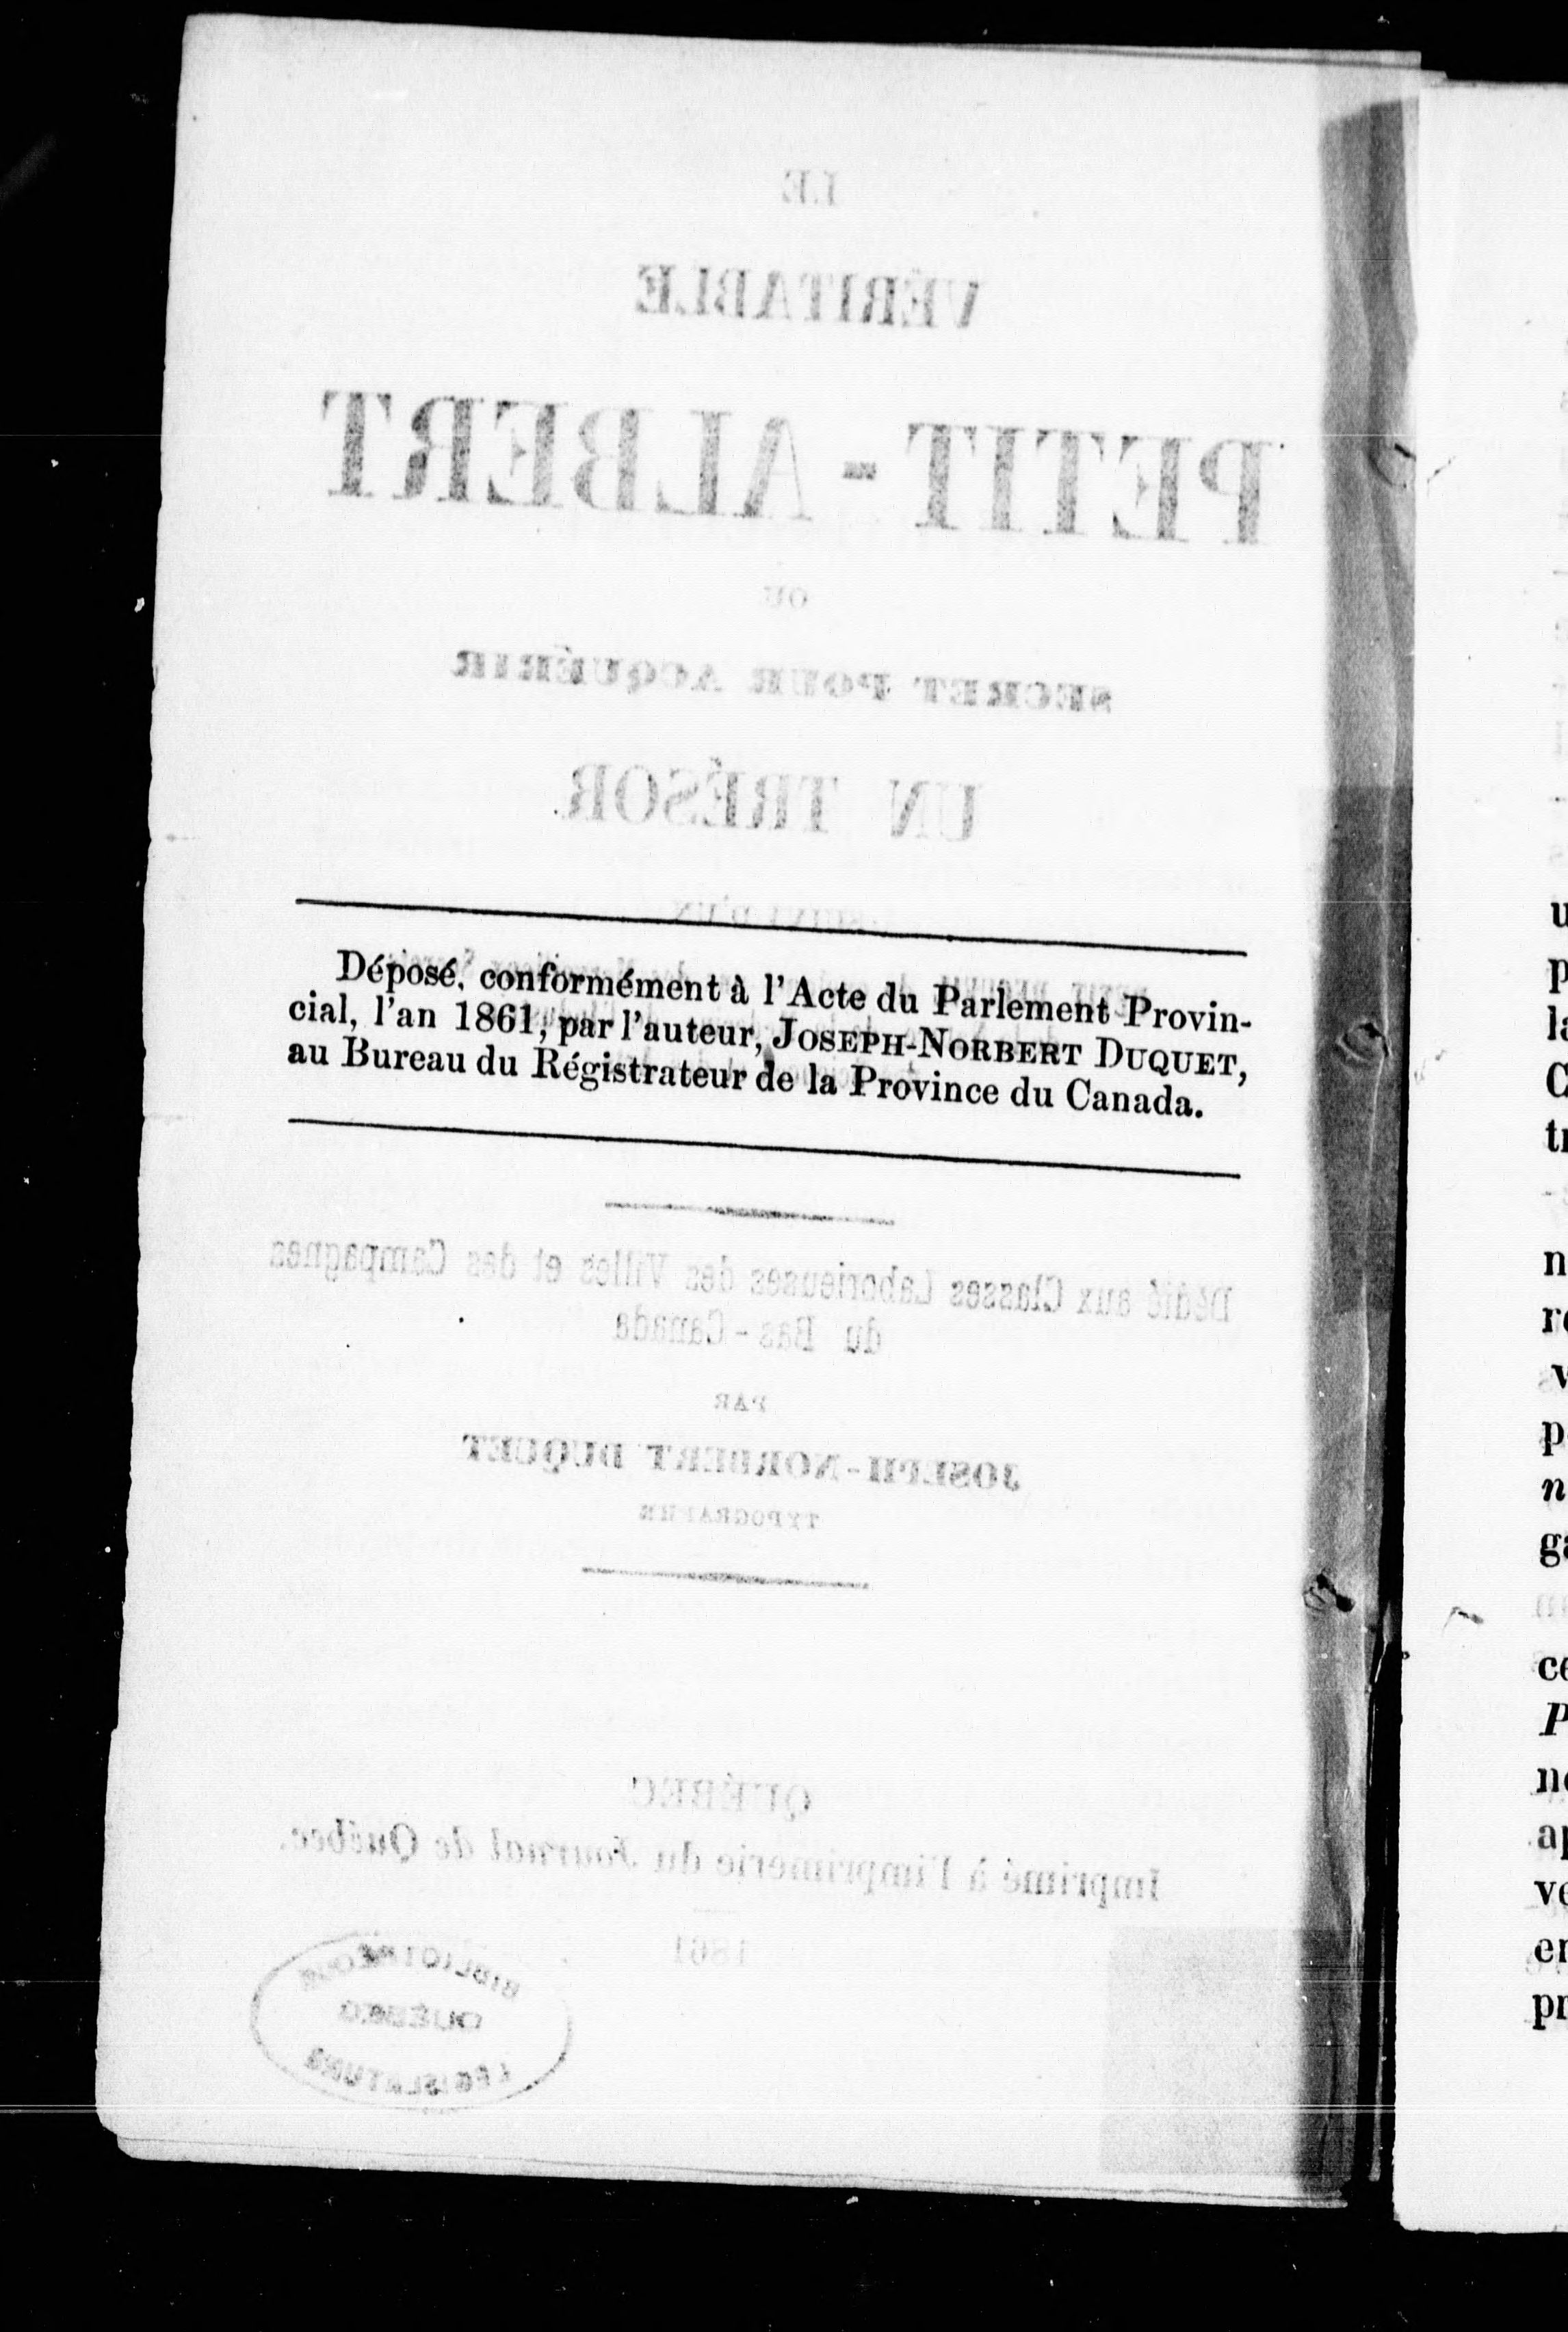 Déposé, conformément à l'Acte du Parlement Provin-
cial, l'an 1861, par l'auteur, JOSEPH-NORBERT DUQUET,
au Bureau du Régistrateur de la Province du Canada.
LE
VÉRITABLE
PETIT - ALBERT
OU
SECRET POUR ACQUÉRIR
UN TRÉSOR
SUIVI D'UN
Dédié aux Classes Laborieuses des Villes et des Campagnes
du Bas - Canada
PAR
JOSEPH-NORBERT DUQUET
TYPOGRAPHE
QUÉBEC
Imprimé à l'imprimerie du Journal de Québec.
1861
BIBLIOTHÈQUE
QUÉBEC
LÉGISLATURE